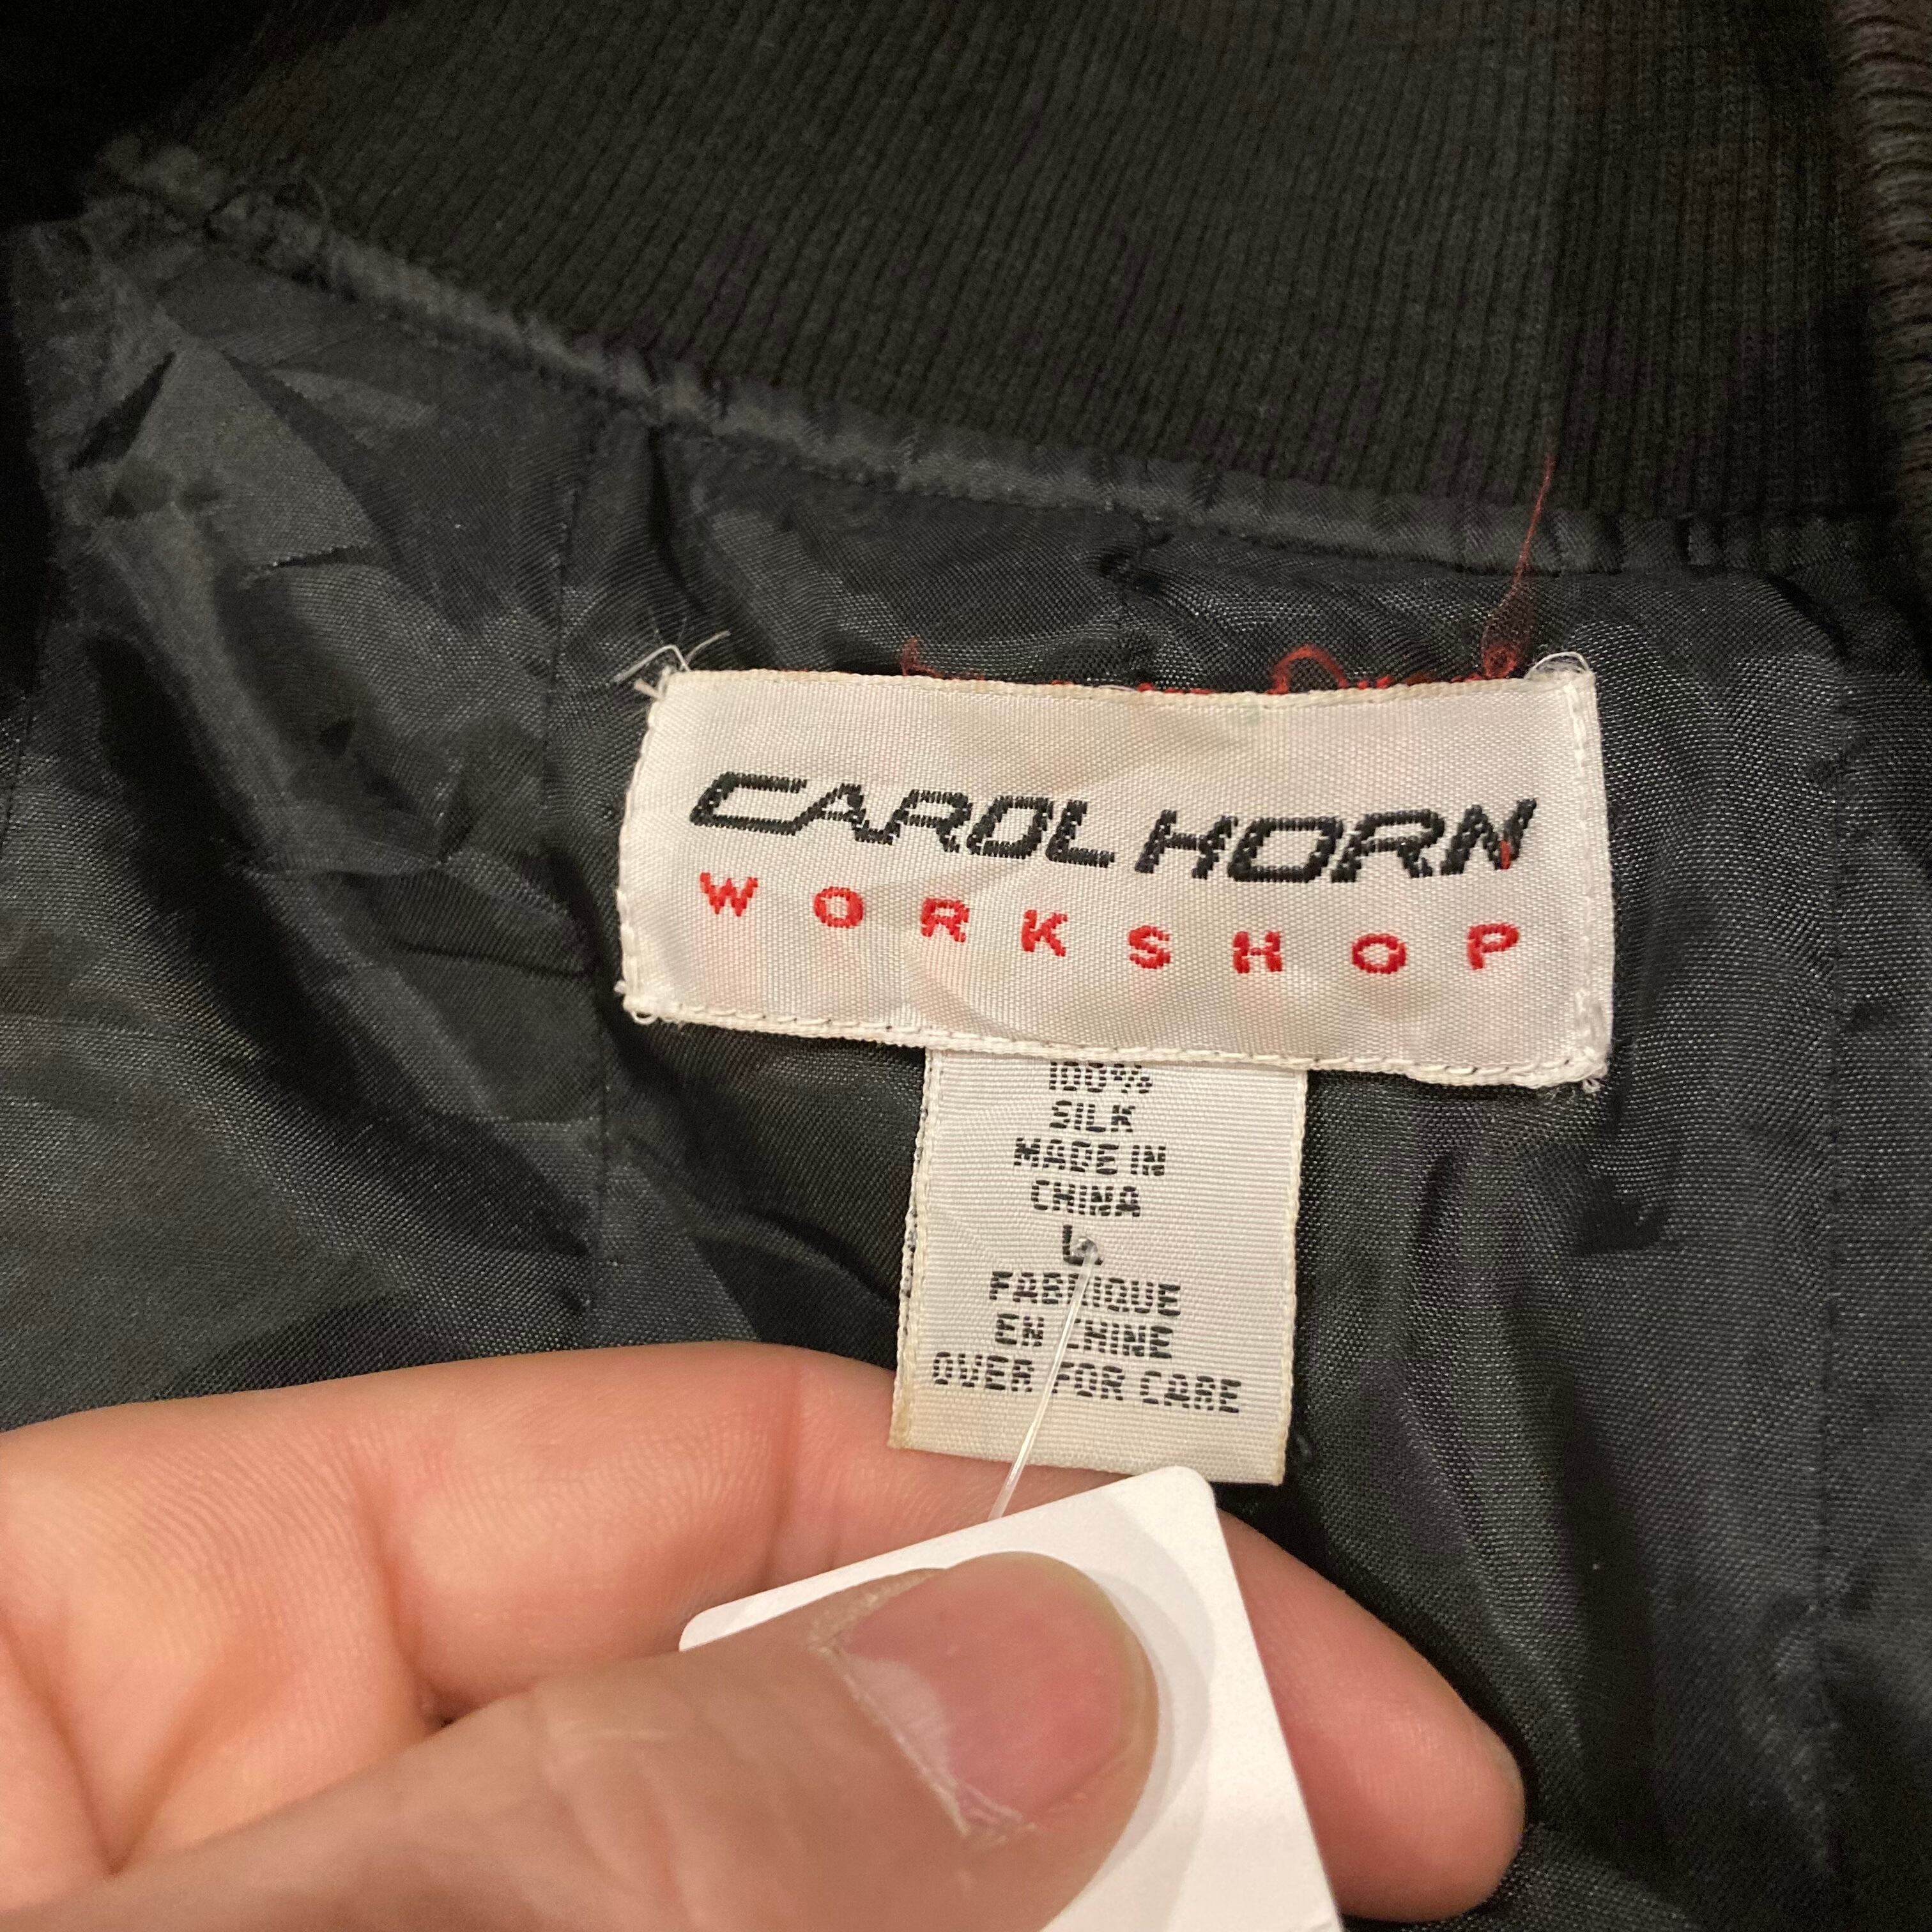 CAROL HORN
WORKSHOP
100%
SILK
MADE IN
CHINA
L
FABRIQUE
EN CHINE
OVER FOR CARE